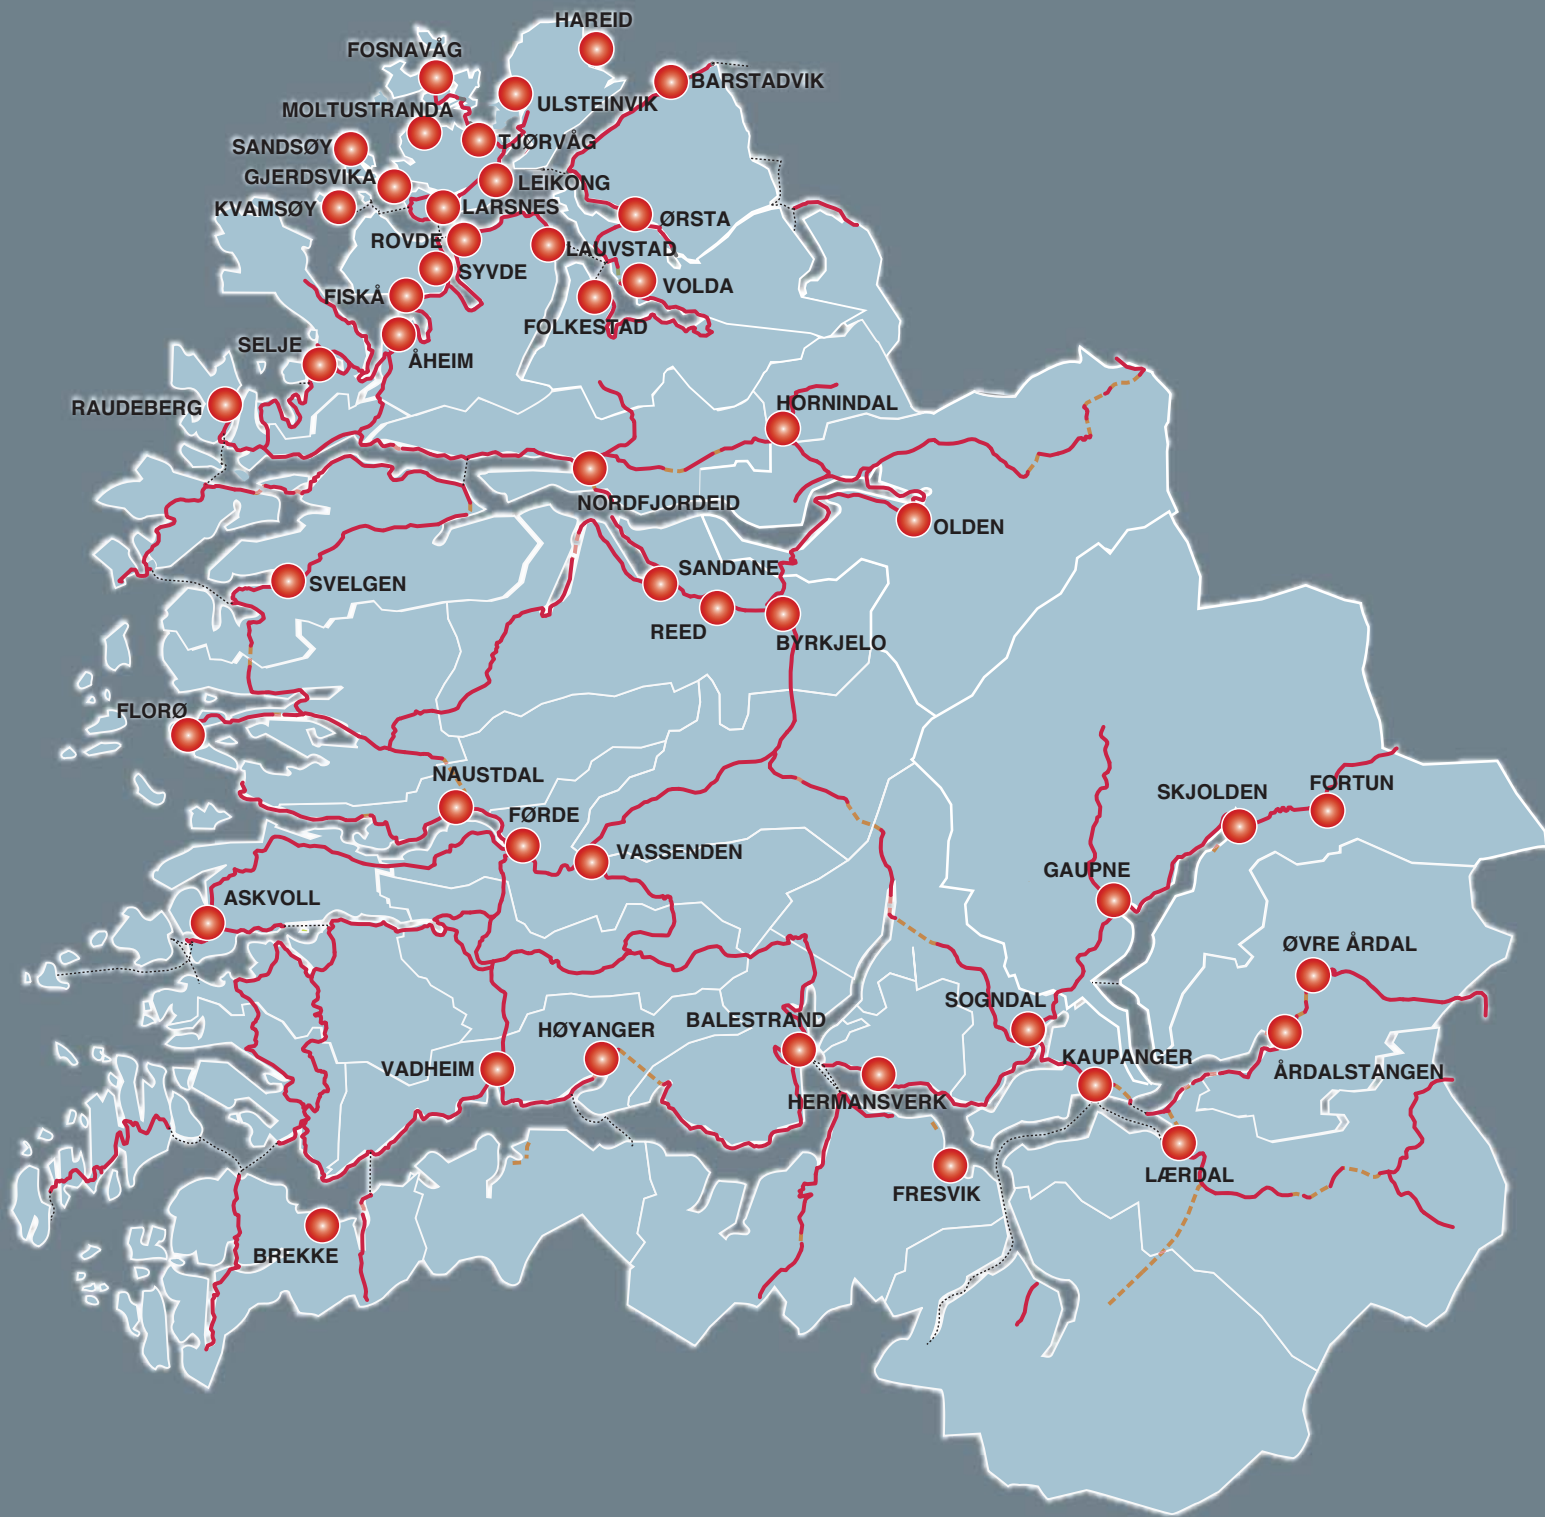 HAREID
FOSNAVÅG
BARSTADVIK
ULSTEINVIK
MOLTUSTRANDA
TJØRVÅG
SANDSØY
GJERDSVIKA
LEIKONG
KVAMSØY
LARSNES
ØRSTA
ROVDE
LAUVSTAD
SYVDE
VOLDA
FISKÅ
FOLKESTAD
SELJE
ÅHEIM
RAUDEBERG
HORNINDAL
NORDFJORDEID
OLDEN
SANDANE
SVELGEN
REED
BYRKJELO
FLORØ
NAUSTDAL
FORTUN
SKJOLDEN
FØRDE
VASSENDEN
GAUPNE
ASKVOLL
ØVRE ÅRDAL
SOGNDAL
BALESTRAND
HØYANGER
KAUPANGER
VADHEIM
ÅRDALSTANGEN
HERMANSVERK
LÆRDAL
FRESVIK
BREKKE